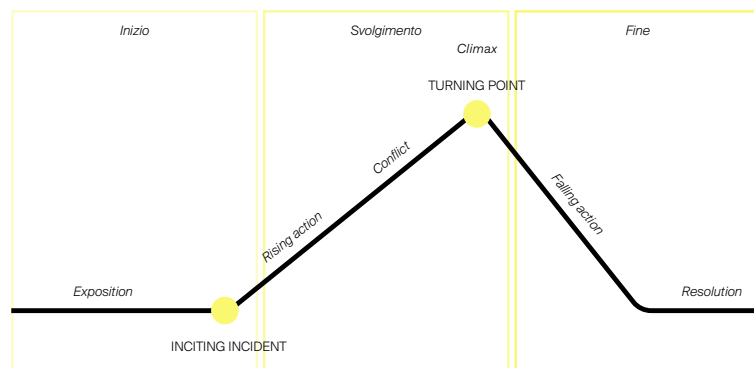 Inizio
Svolgimento
Fine
Climax
TURNING POINT
Conflict
Rising action
Falling action
Exposition
Resolution
INCITING INCIDENT